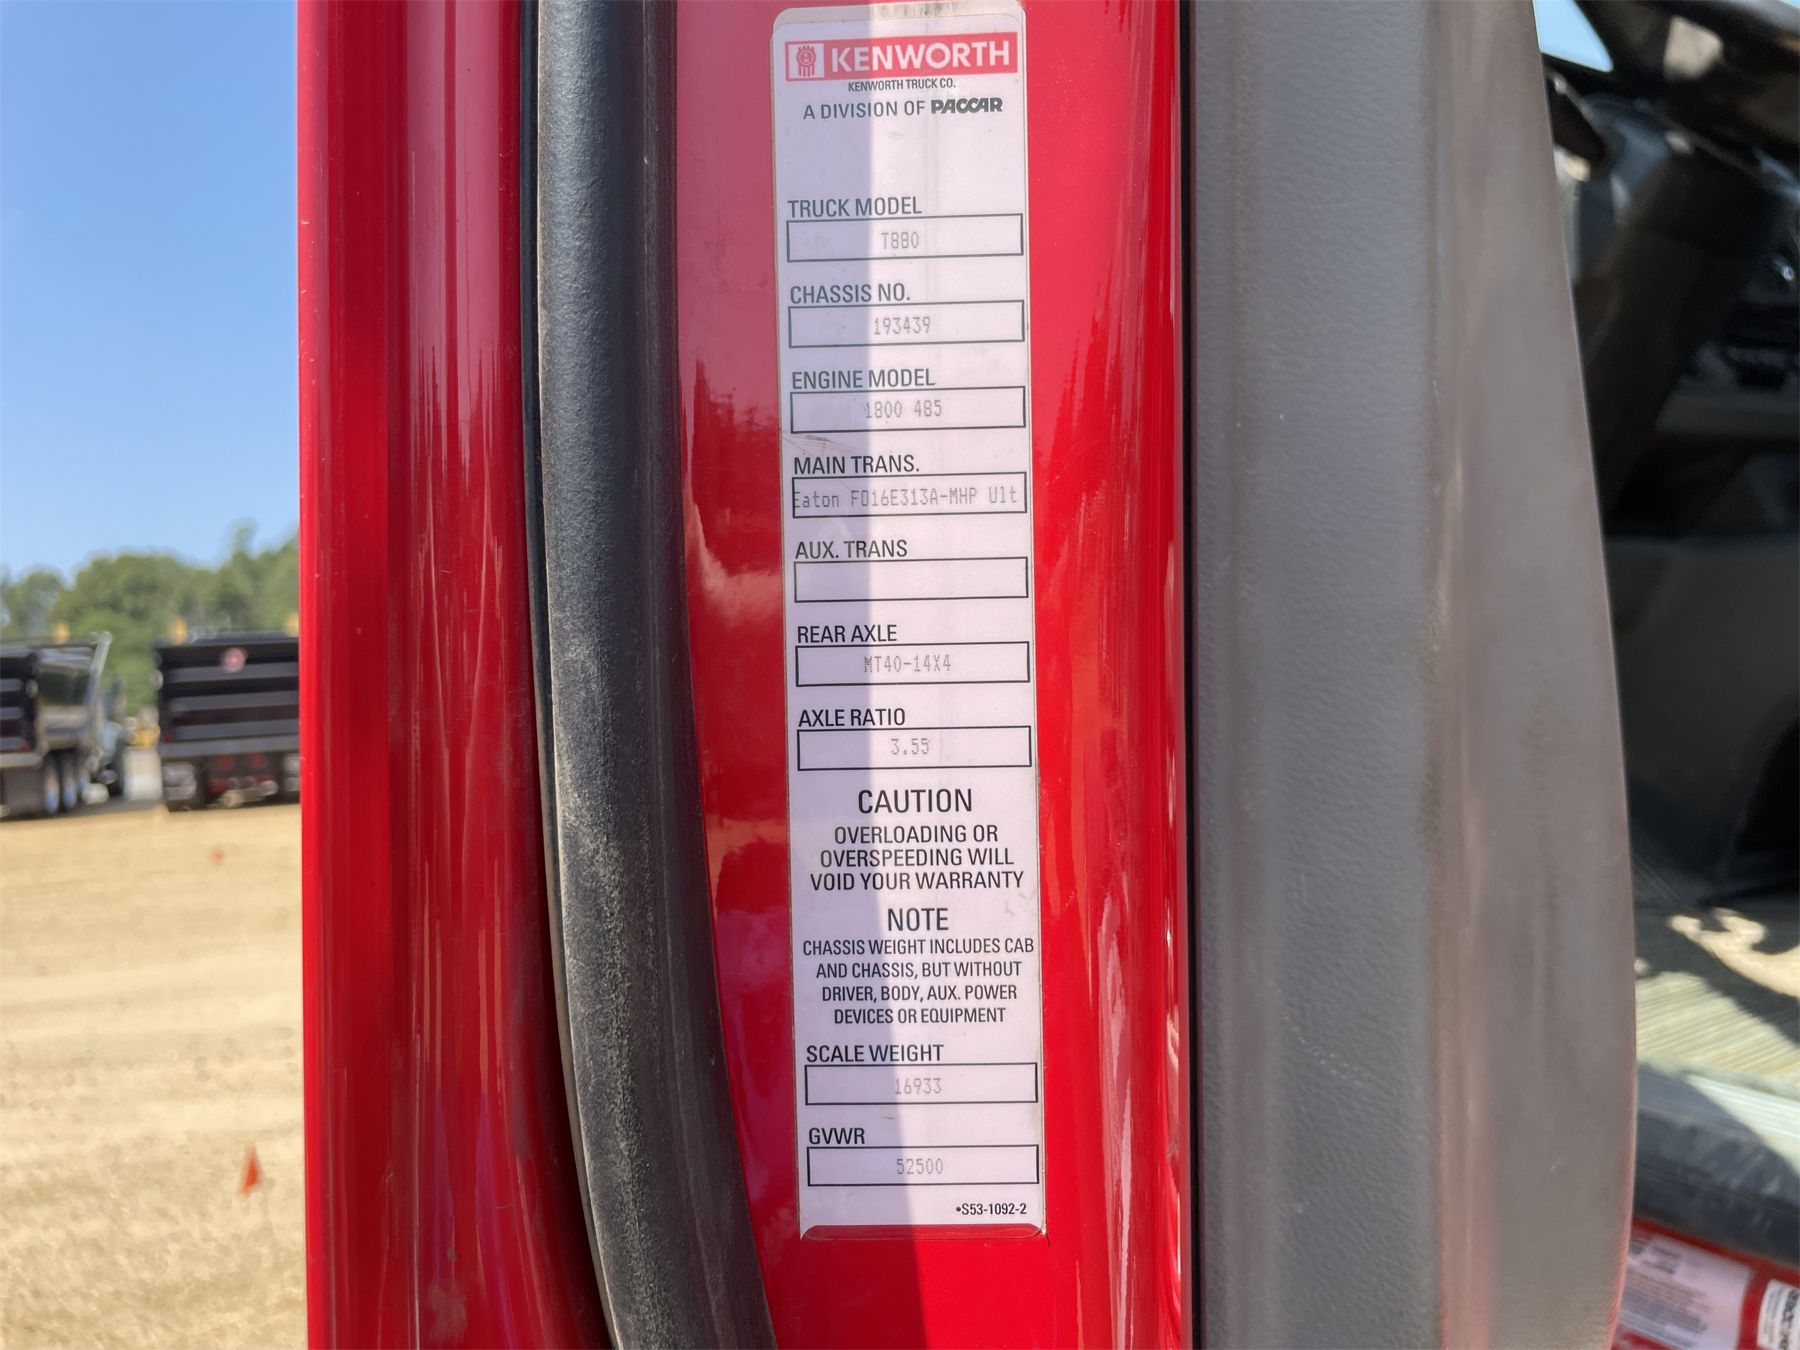 KENWORTH
KENWORTH TRUCK CO.
A DIVISION OF PACCAR
TRUCK MODEL
T880
CHASSIS NO.
193439
ENGINE MODEL
1800 485
MAIN TRANS.
Eaton FO16E313A-MHP Ult
AUX. TRANS
REAR AXLE
MT40-14X4
AXLE RATIO
3.55
CAUTION
OVERLOADING OR
OVERSPEEDING WILL
VOID YOUR WARRANTY
NOTE
CHASSIS WEIGHT INCLUDES CAB
AND CHASSIS, BUT WITHOUT
DRIVER, BODY, AUX. POWER
DEVICES OR EQUIPMENT
SCALE WEIGHT
16933
GVWR
52500
•S53-1092-2